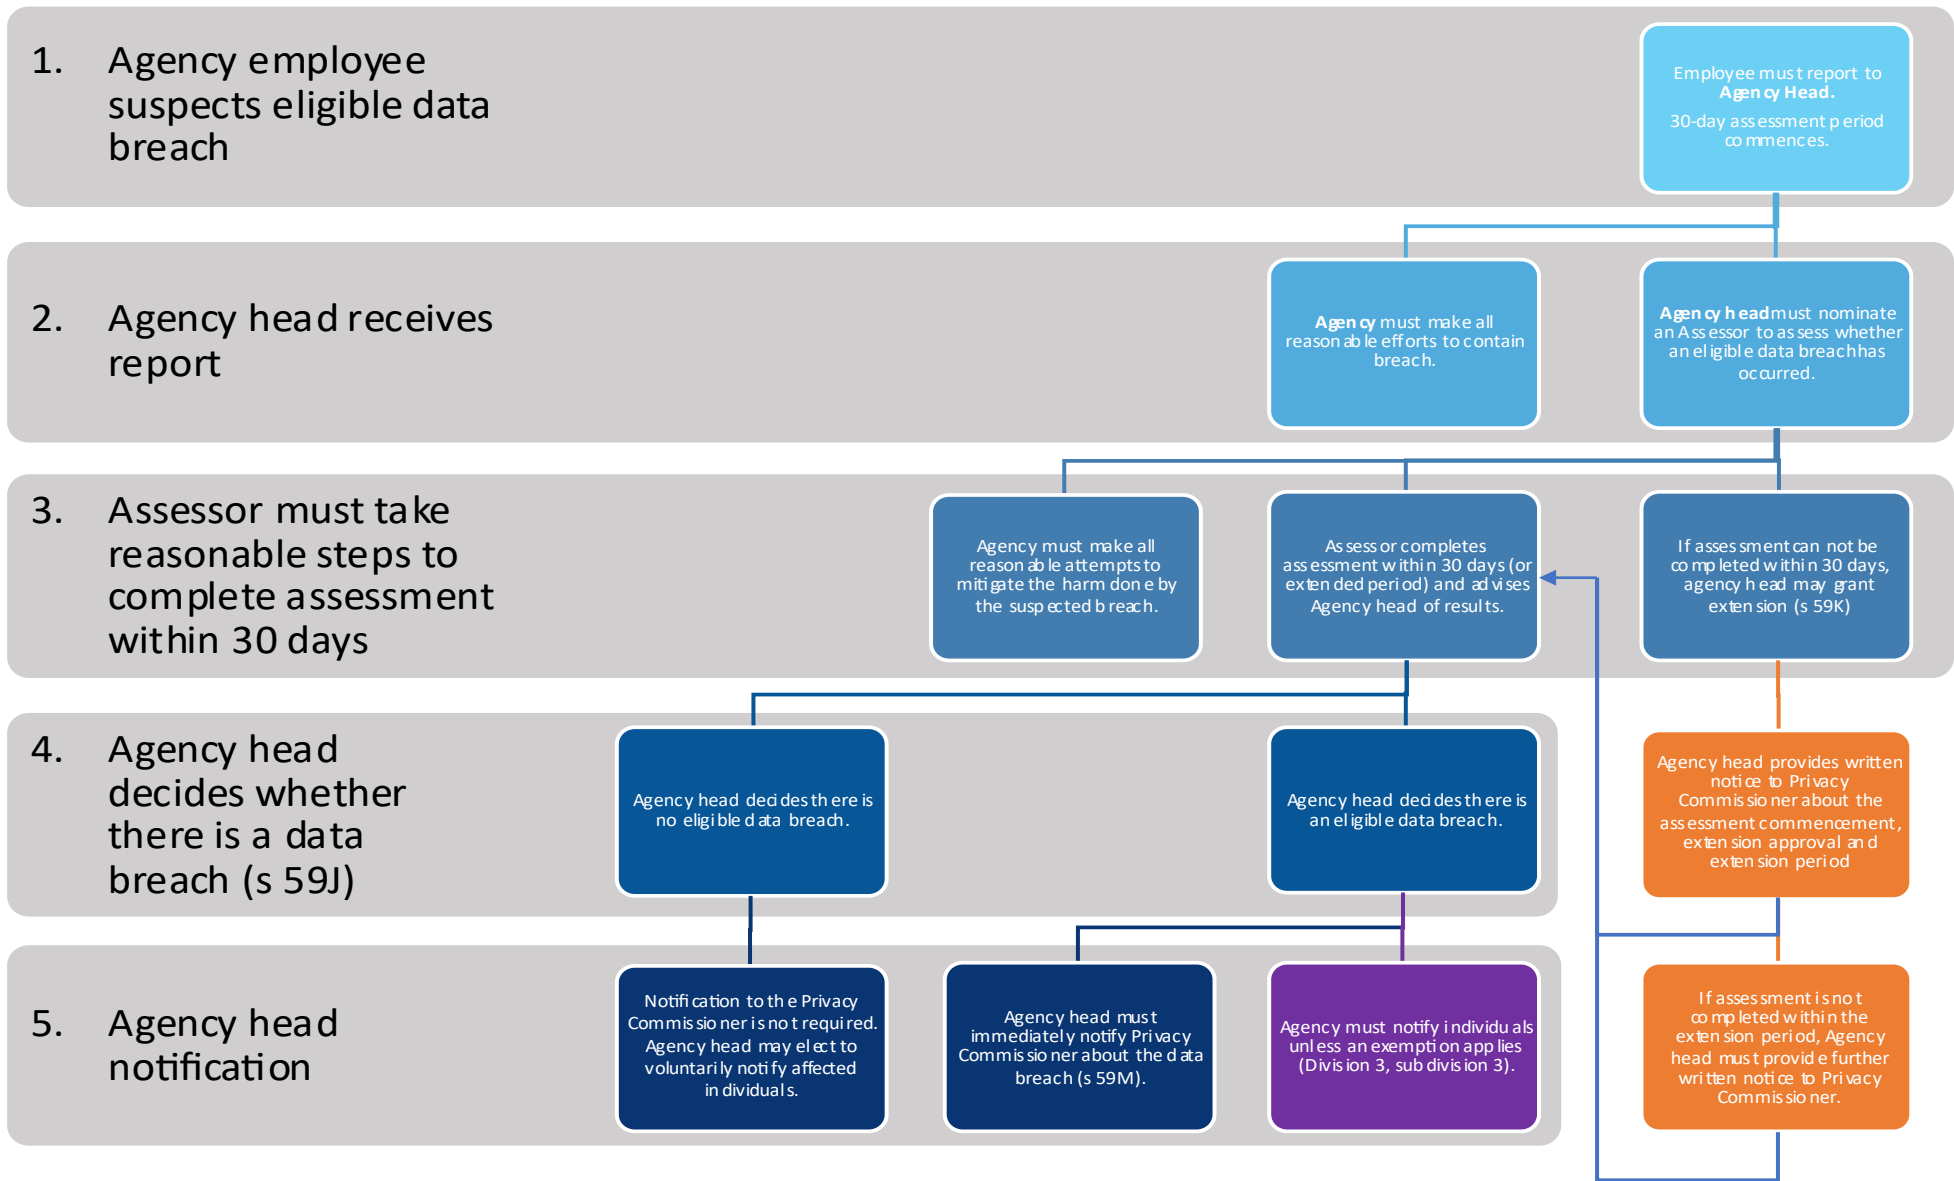 1. Agency employee
suspects eligible data
breach
Employee must report to
Agency Head.
30-day assessment period
commences.
2. Agency head receives
report
Agency must make all
reasonable efforts to contain
breach.
Agency head must nominate
an Assessor to assess whether
an eligible data breach has
occurred.
3. Assessor must take
reasonable steps to
complete assessment
within 30 days
Agency must make all
reasonable attempts to
mitigate the harm done by
the suspected breach.
Assessor completes
assessment within 30 days (or
extended period) and advises
Agency head of results.
If assessment can not be
completed within 30 days,
agency head may grant
extension (s 59K)
4. Agency head
decides whether
there is a data
breach (s 59J)
Agency head decides there is
no eligible data breach.
Agency head decides there is
an eligible data breach.
Agency head provides written
notice to Privacy
Commissioner about the
assessment commencement,
extension approval and
extension period
5. Agency head
notification
Notification to the Privacy
Commissioner is not required.
Agency head may elect to
voluntarily notify affected
individuals.
Agency head must
immediately notify Privacy
Commissioner about the data
breach (s 59M).
Agency must notify individuals
unless an exemption applies
(Division 3, subdivision 3).
If assessment is not
completed within the
extension period, Agency
head must provide further
written notice to Privacy
Commissioner.